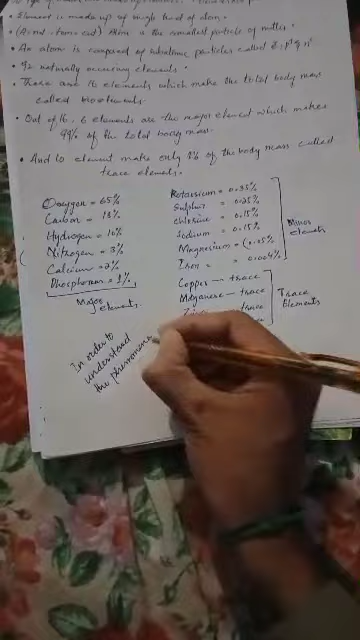 • Element is made up of single kind of atom.
• (A=not, tom=cut) Atom is the smallest particle of matter.
• An atom is composed of subatomic particles called e⁻, p⁺ & n°
• 92 naturally occurring elements.
• There are 16 elements which make the total body mass
called bioelements.
• Out of 16, 6 elements are the major element which makes
99% of the total body mass.
• And 10 element make only 1% of the body mass called
trace elements.
Oxygen = 65%
Carbon = 18%
Hydrogen = 10%
Nitrogen = 3%
Calcium = 2%
Phosphorous = 1%
Major
elements
Potassium = 0.35%
Sulphur = 0.25%
Chlorine = 0.15%
Sodium = 0.15%
Magnesium = 0.05%
Iron = 0.004%
Minor
elements
Copper — trace
Maganese — trace
trace
Trace
Elements
In order to
understand
the phenomena